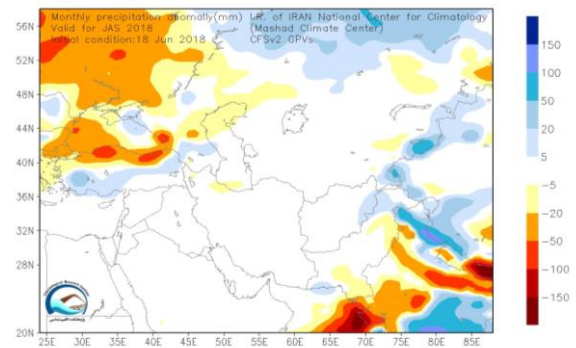 Monthly precipitation anomaly(mm) I.R. of IRAN National Center for Climatology
Valid for JAS 2018 (Mashad Climate Center)
Initial condition:18 Jun 2018 CFSv2 GPVs
56N
52N
48N
44N
40N
36N
32N
28N
20N
25E 30E 35E 40E 45E 50E 55E 60E 65E 70E 75E 80E 85E
150
100
50
20
5
-5
-20
-50
-100
-150